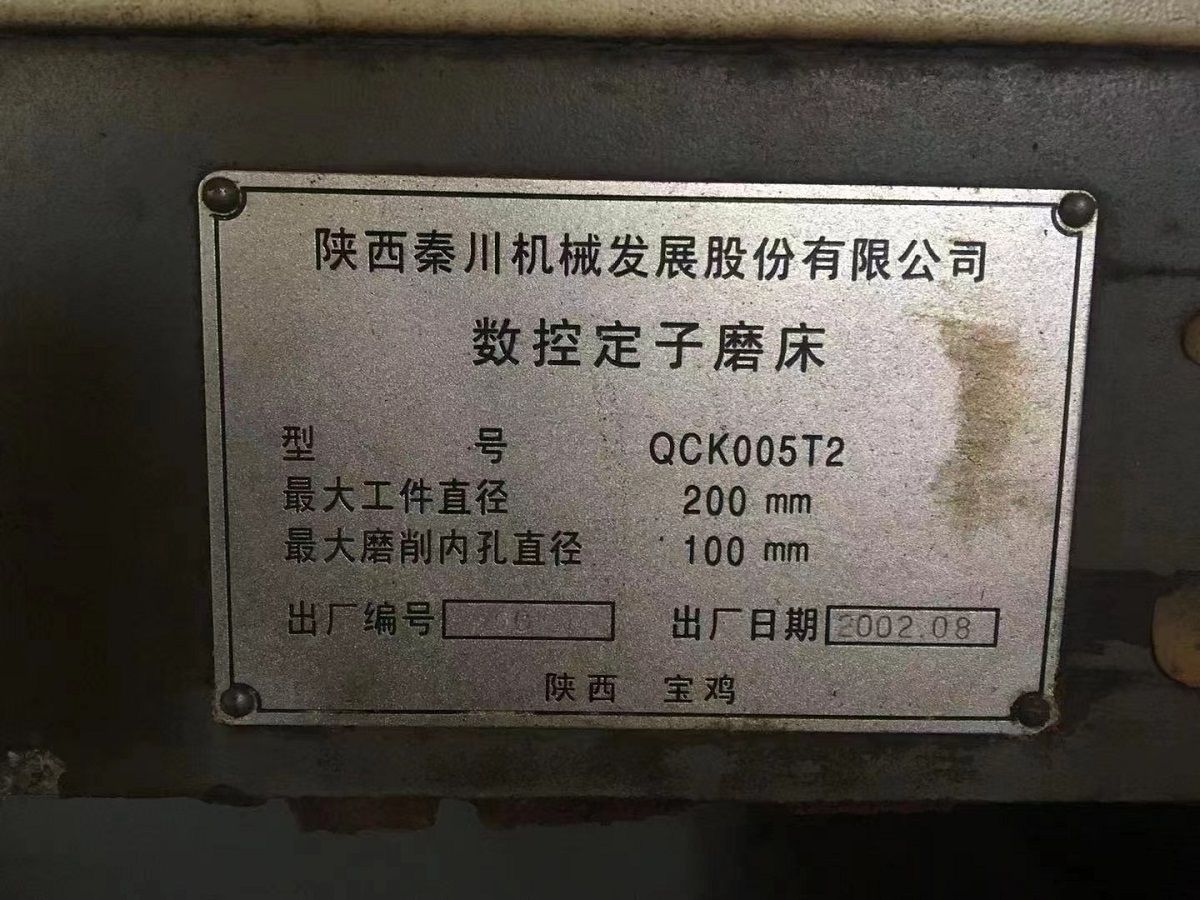 陕西秦川机械发展股份有限公司
数控定子磨床
型 号 QCK005T2
最大工件直径 200 mm
最大磨削内孔直径 100 mm
出厂编号 出厂日期 2002.08
陕西 宝鸡